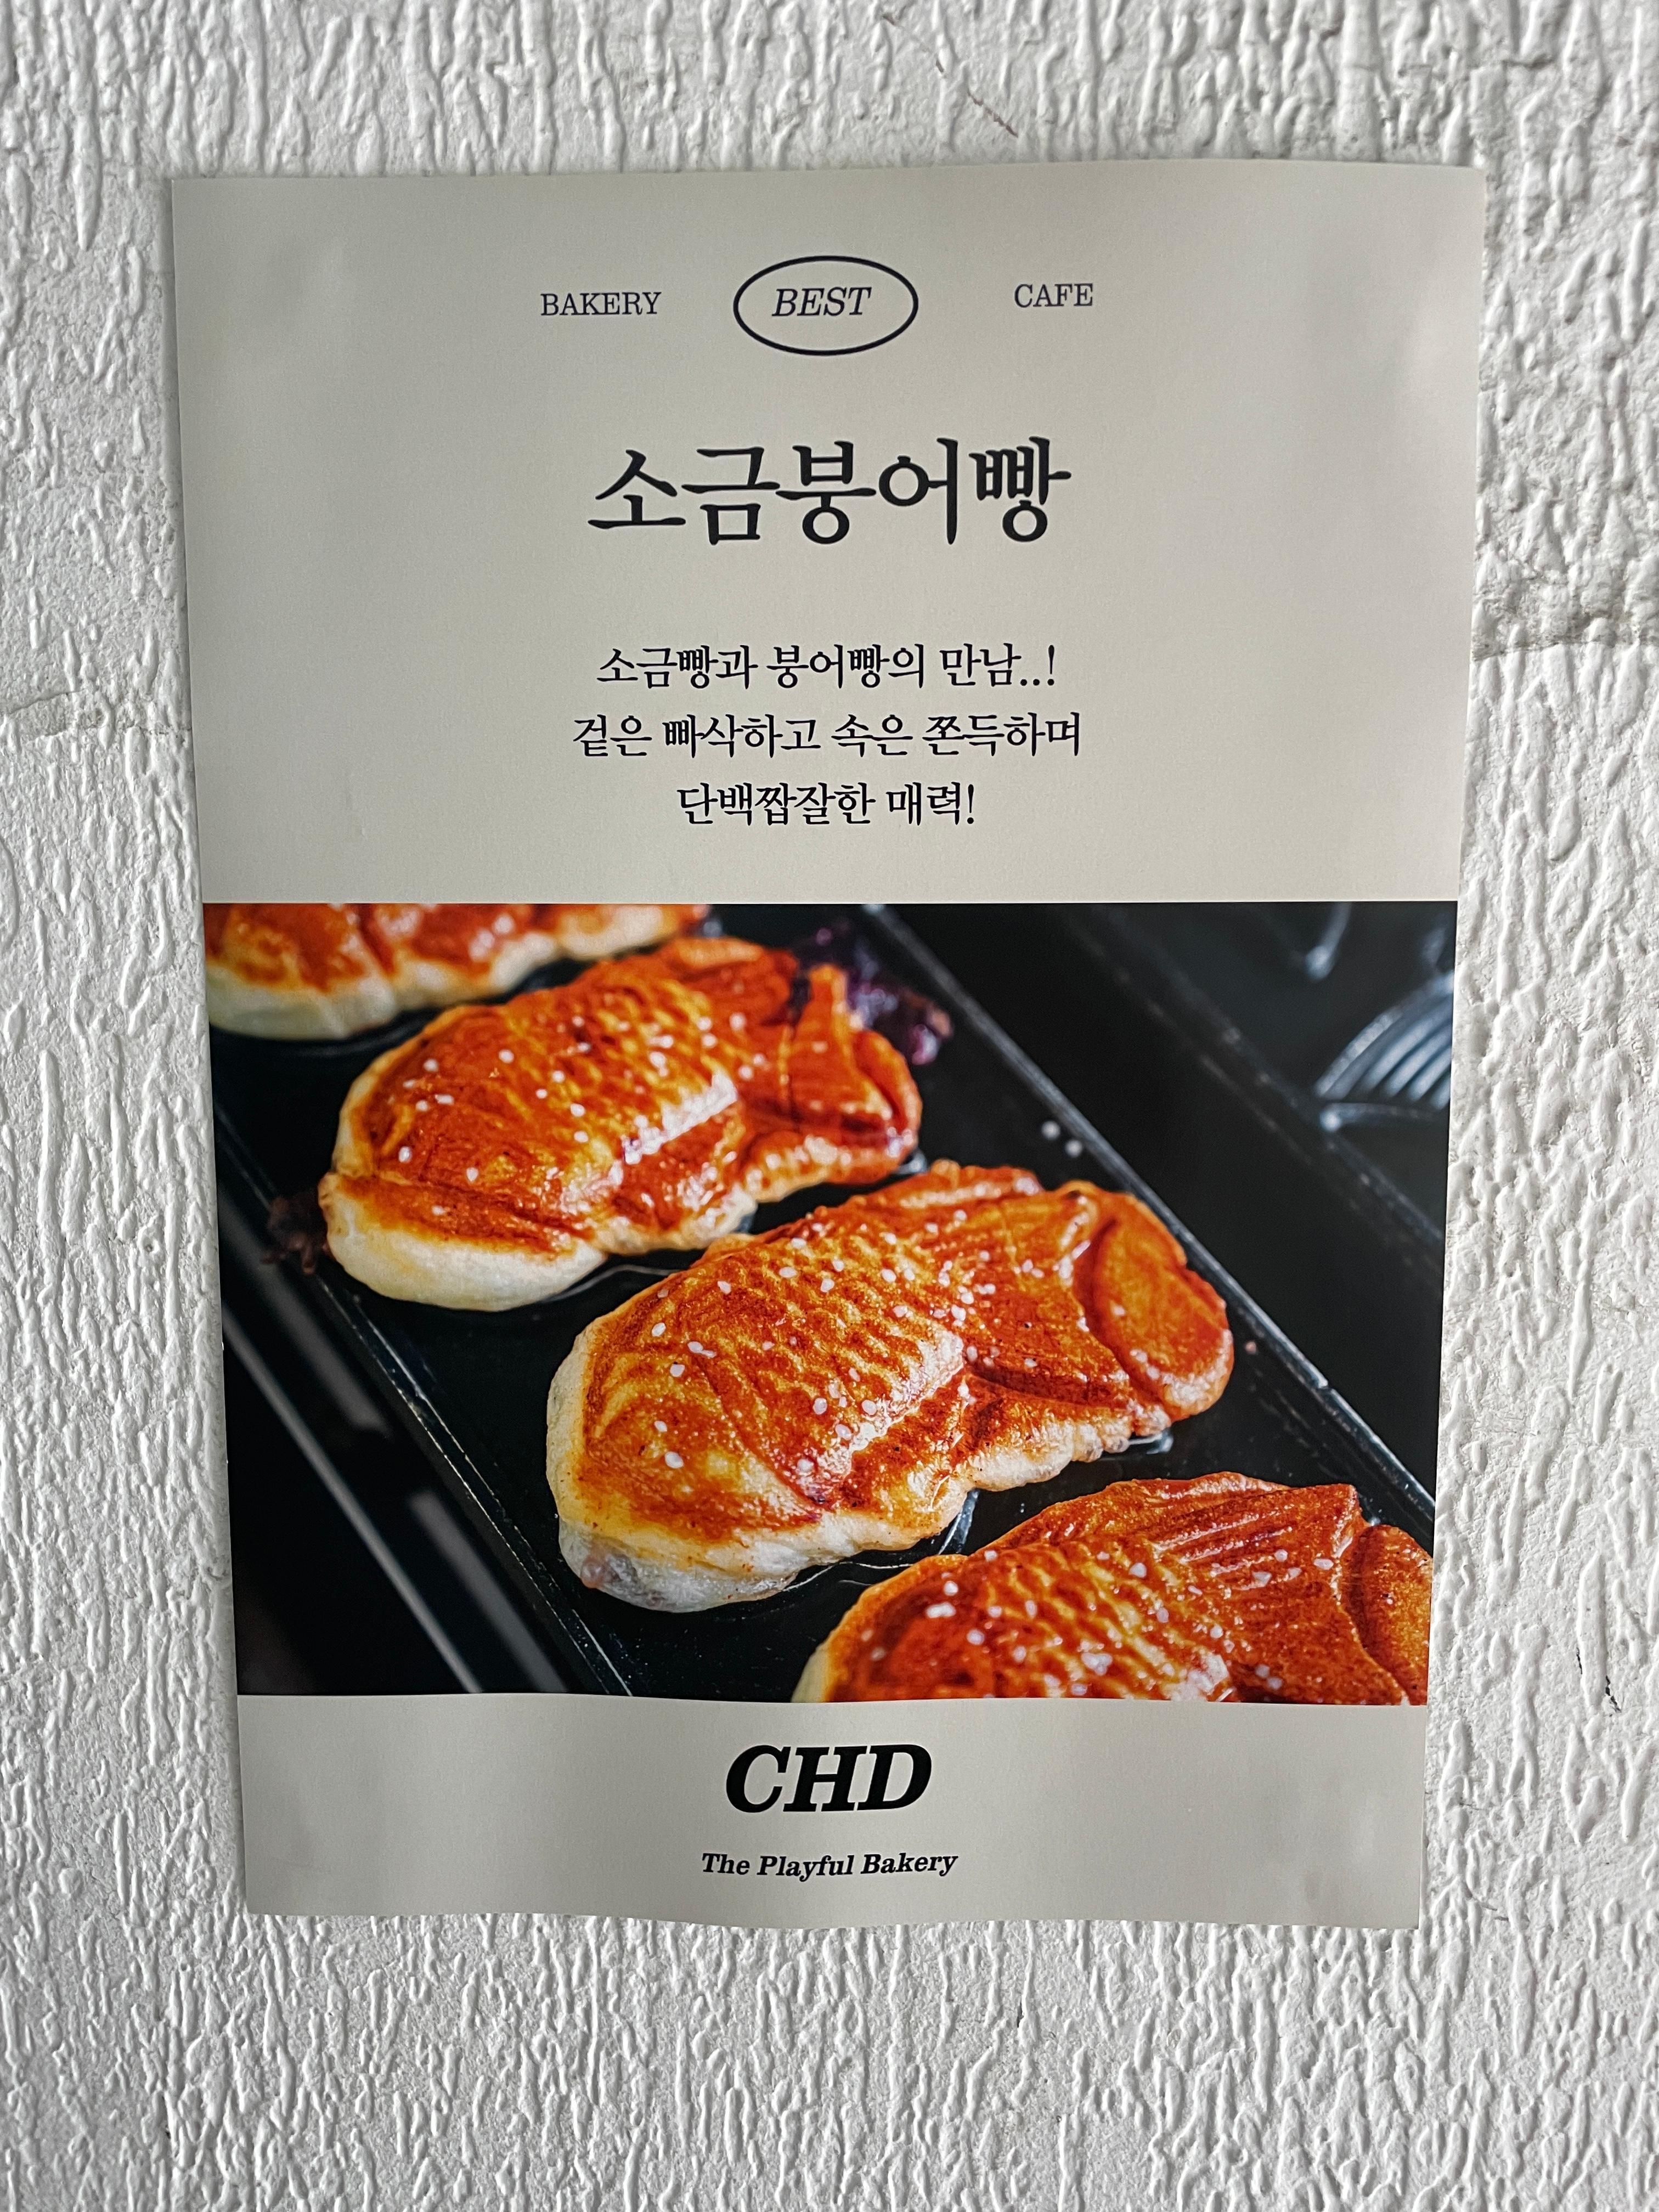 BAKERY BEST CAFE
소금붕어빵
소금빵과 붕어빵의 만남..!
겉은 빠삭하고 속은 쫀득하며
단백짭잘한 매력!
CHD
The Playful Bakery